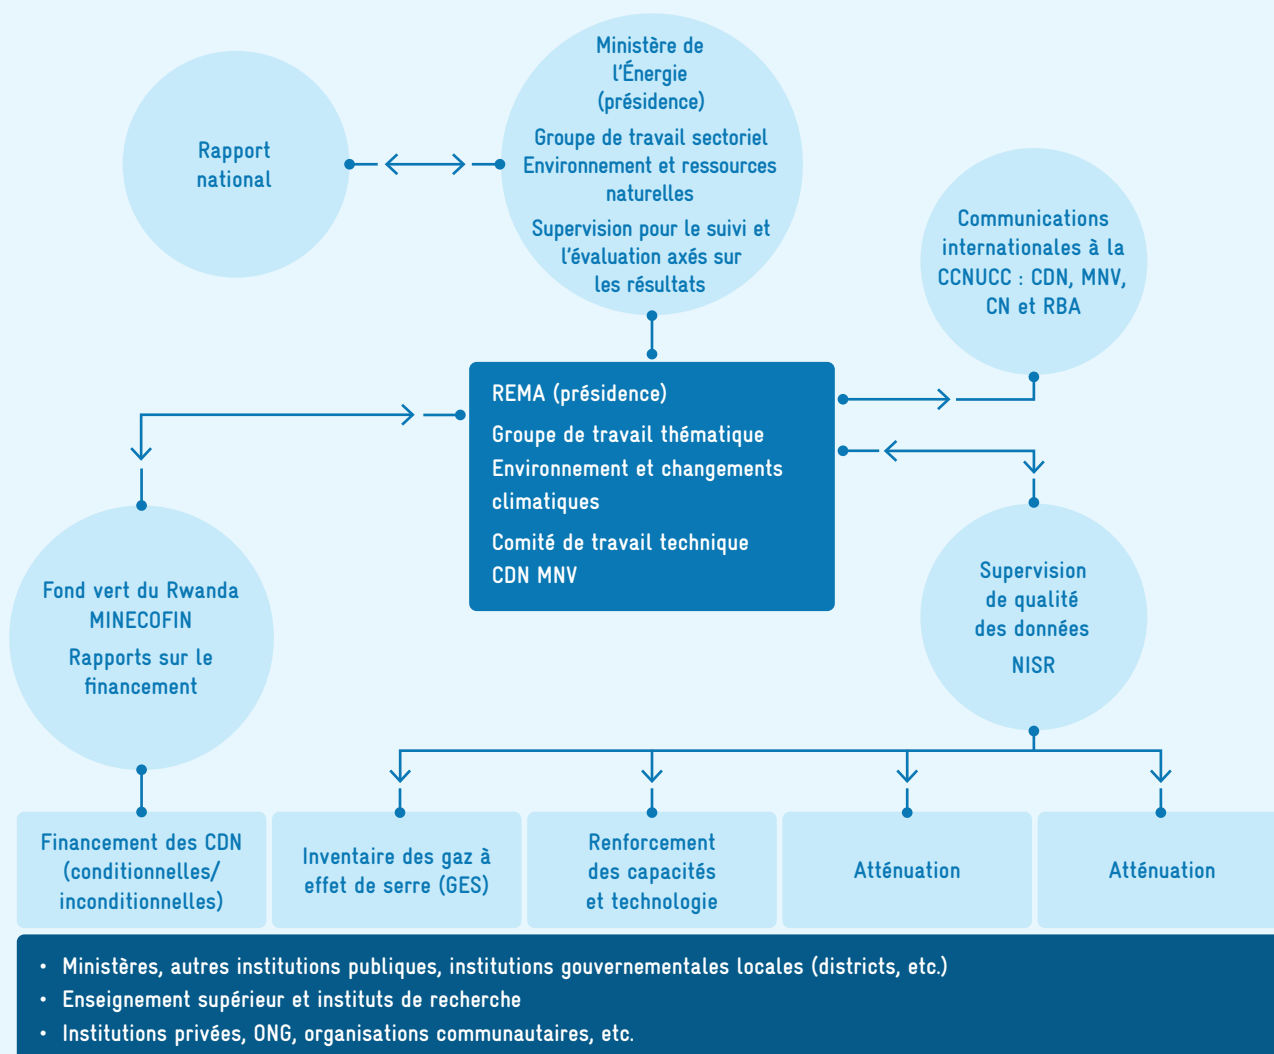 Rapport
national
Ministère de
l'Énergie
(présidence)
Groupe de travail sectoriel
Environnement et ressources
naturelles
Supervision pour le suivi et
l'évaluation axés sur
les résultats
Communications
internationales à la
CCNUCC : CDN, MNV,
CN et RBA
REMA (présidence)
Groupe de travail thématique
Environnement et changements
climatiques
Comité de travail technique
CDN MNV
Fond vert du Rwanda
MINECOFIN
Rapports sur le
financement
Supervision
de qualité
des données
NISR
Financement des CDN
(conditionnelles/
inconditionnelles)
Inventaire des gaz à
effet de serre (GES)
Renforcement
des capacités
et technologie
Atténuation
Atténuation
• Ministères, autres institutions publiques, institutions gouvernementales locales (districts, etc.)
• Enseignement supérieur et instituts de recherche
• Institutions privées, ONG, organisations communautaires, etc.